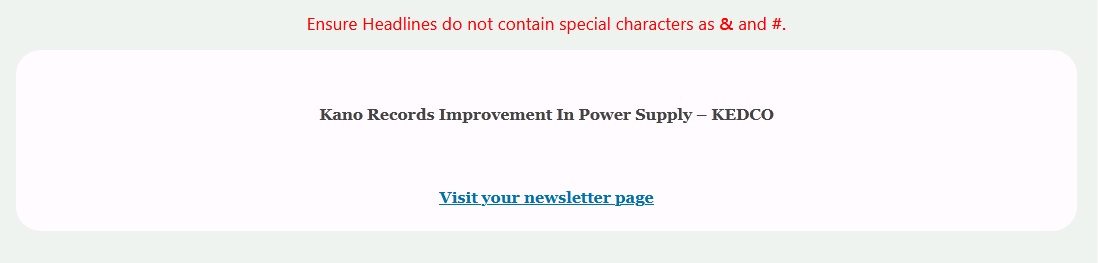 Ensure Headlines do not contain special characters as & and #.
Kano Records Improvement In Power Supply – KEDCO
Visit your newsletter page